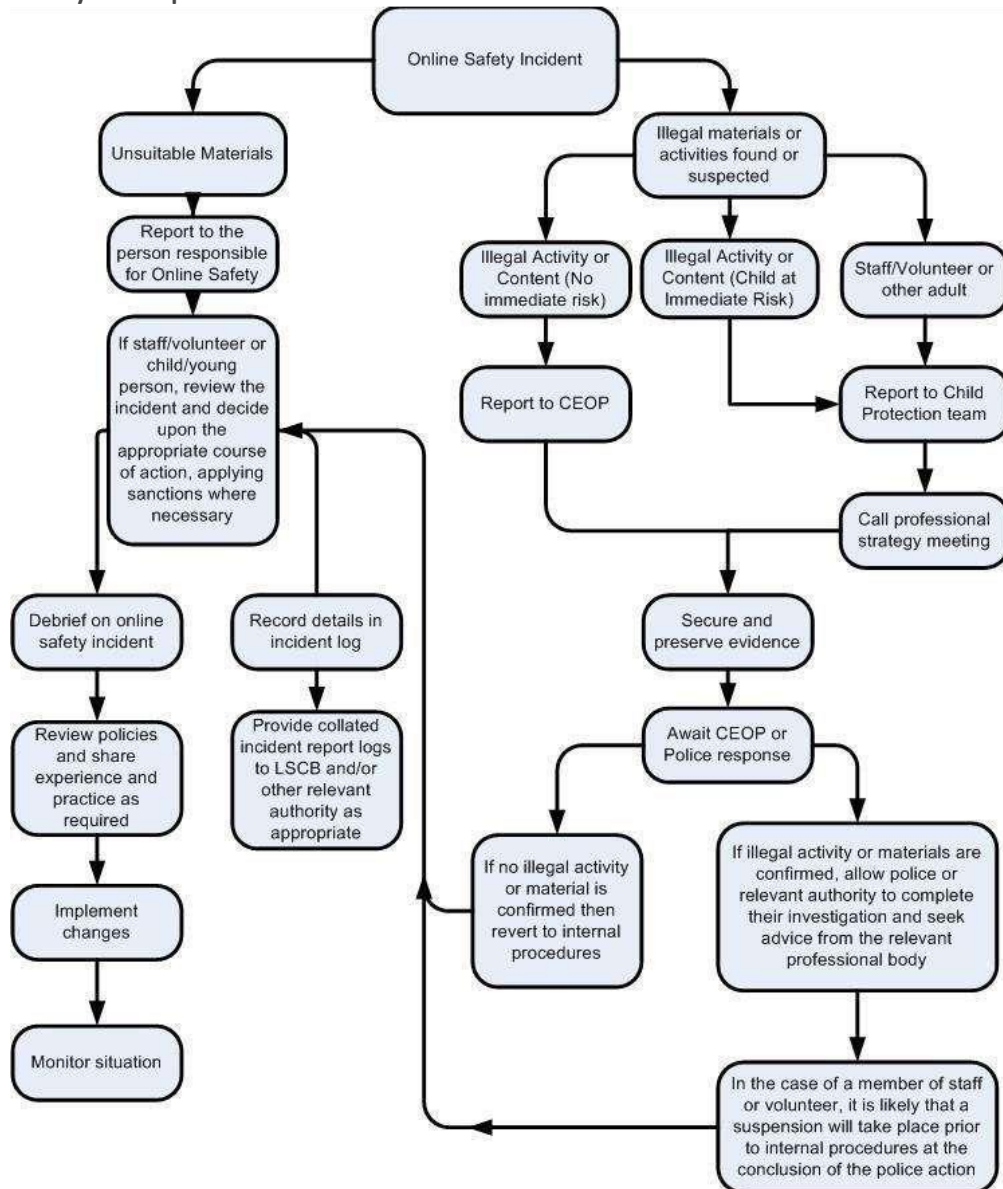 Online Safety Incident
Unsuitable Materials
Report to the
person responsible
for Online Safety
If staff/volunteer or
child/young
person, review the
incident and decide
upon the
appropriate course
of action, applying
sanctions where
necessary
Debrief on online
safety incident
Review policies
and share
experience and
practice as
required
Implement
changes
Monitor situation
Record details in
incident log
Provide collated
incident report logs
to LSCB and/or
other relevant
authority as
appropriate
Illegal materials or
activities found or
suspected
Illegal Activity or
Content (No
immediate risk)
Illegal Activity or
Content (Child at
Immediate Risk)
Staff/Volunteer or
other adult
Report to CEOP
Report to Child
Protection team
Call professional
strategy meeting
Secure and
preserve evidence
Await CEOP or
Police response
If no illegal activity
or material is
confirmed then
revert to internal
procedures
If illegal activity or materials are
confirmed, allow police or
relevant authority to complete
their investigation and seek
advice from the relevant
professional body
In the case of a member of staff
or volunteer, it is likely that a
suspension will take place prior
to internal procedures at the
conclusion of the police action